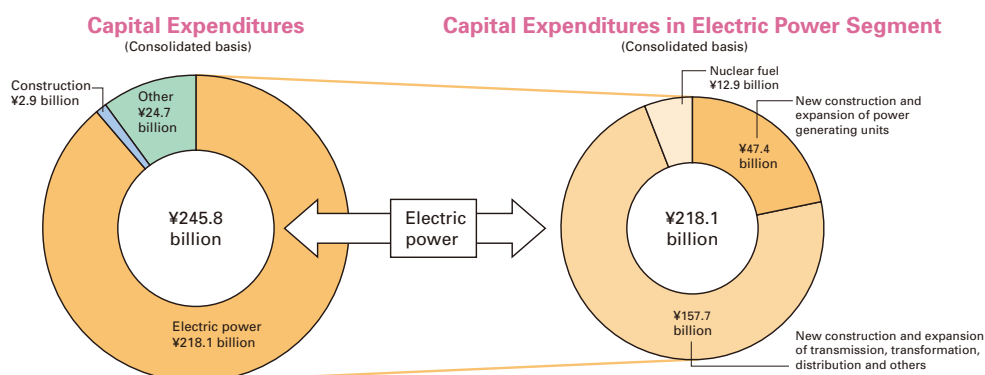 Capital Expenditures
(Consolidated basis)
Construction
¥2.9 billion
Other
¥24.7
billion
¥245.8
billion
Electric power
¥218.1 billion
Electric
power
Capital Expenditures in Electric Power Segment
(Consolidated basis)
Nuclear fuel
¥12.9 billion
New construction and
expansion of power
generating units
¥47.4
billion
¥218.1
billion
¥157.7
billion
New construction and expansion
of transmission, transformation,
distribution and others